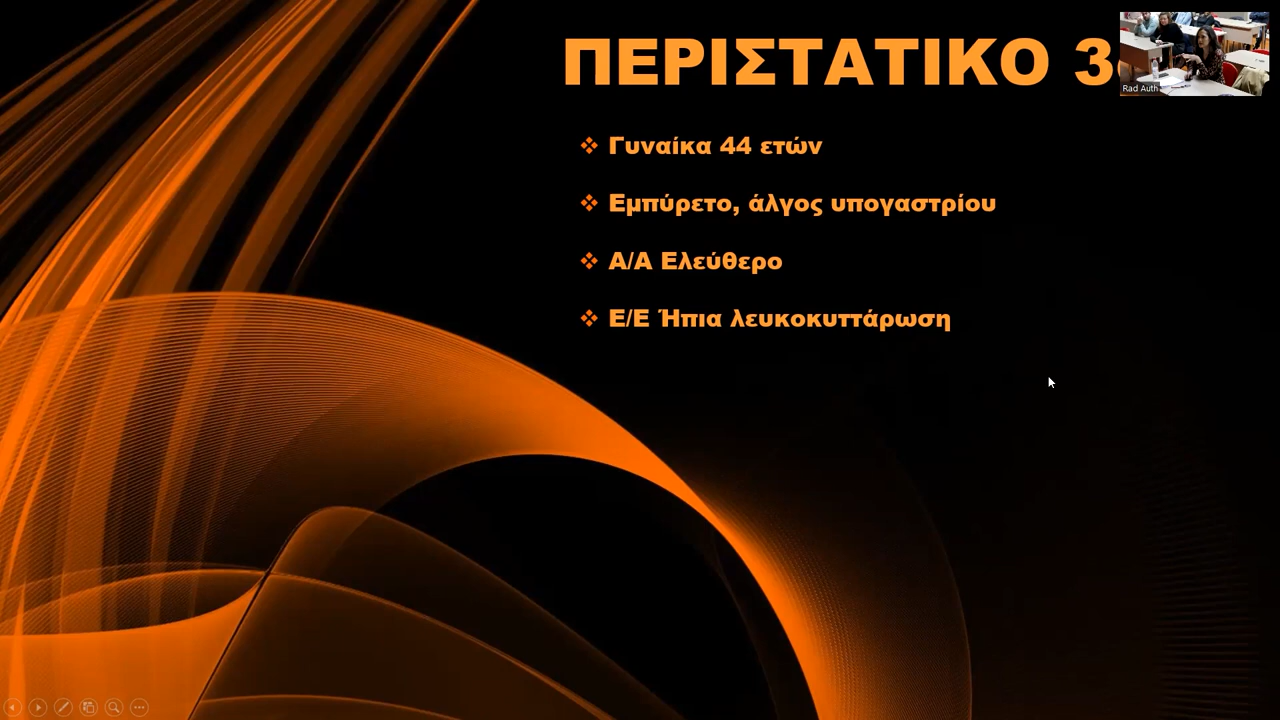 ΠΕΡΙΣΤΑΤΙΚΟ 3
Rad Auth
❖ Γυναίκα 44 ετών
❖ Εμπύρετο, άλγος υπογαστρίου
❖ Α/Α Ελεύθερο
❖ Ε/Ε Ήπια λευκοκυττάρωση